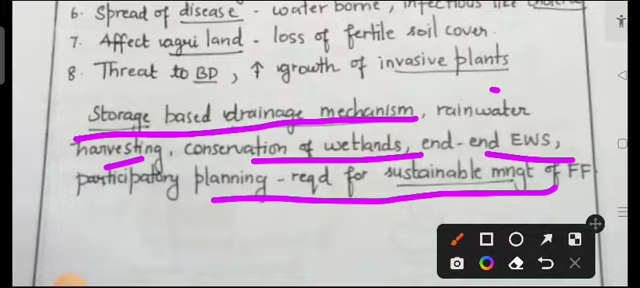 6. Spread of disease - water borne, infectious like cholera
7. Affect agri land - loss of fertile soil cover.
8. Threat to BD, ↑ growth of invasive plants
Storage based drainage mechanism, rainwater
harvesting, conservation of wetlands, end-end EWS,
participatory planning - reqd for sustainable mngt of FF